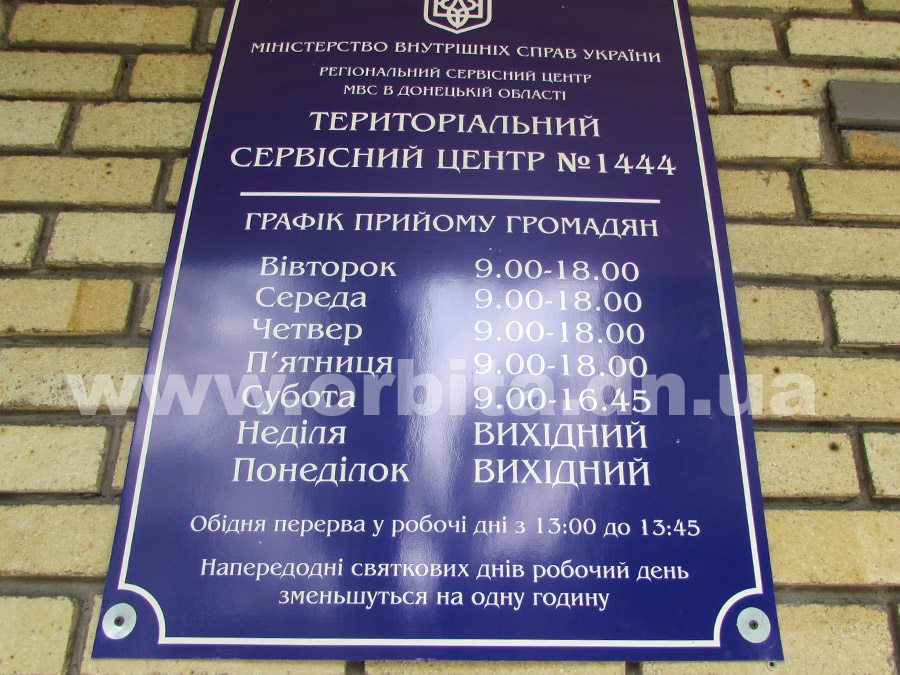 МІНІСТЕРСТВО ВНУТРІШНІХ СПРАВ УКРАЇНИ
РЕГІОНАЛЬНИЙ СЕРВІСНИЙ ЦЕНТР
МВС В ДОНЕЦЬКІЙ ОБЛАСТІ
ТЕРИТОРІАЛЬНИЙ
СЕРВІСНИЙ ЦЕНТР №1444
ГРАФІК ПРИЙОМУ ГРОМАДЯН
Вівторок 9.00-18.00
Середа 9.00-18.00
Четвер 9.00-18.00
П'ятниця 9.00-18.00
www.orbita.dn.ua
Субота 9.00-16.45
Неділя ВИХІДНИЙ
Понеділок ВИХІДНИЙ
Обідня перерва у робочі дні з 13:00 до 13:45
Напередодні святкових днів робочий день
зменьшуться на одну годину